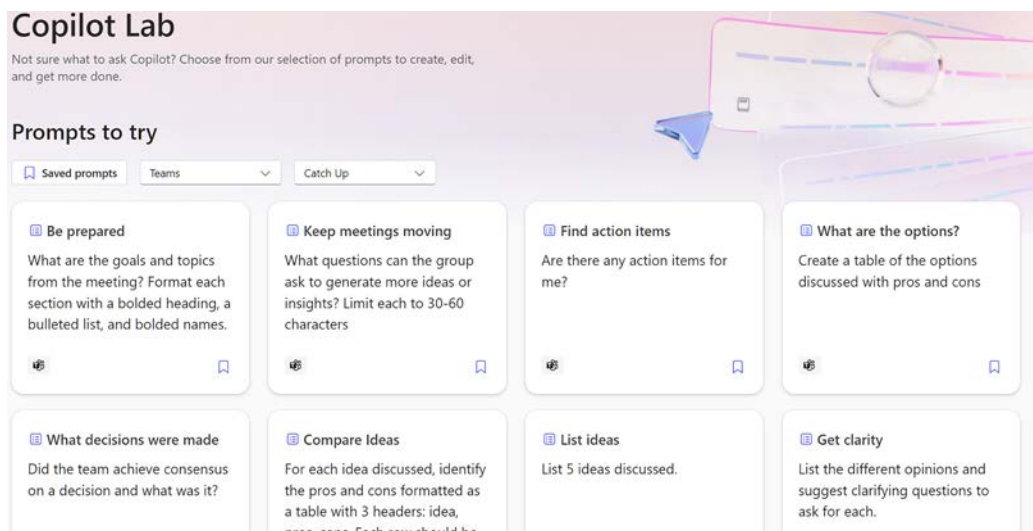 Copilot Lab
Not sure what to ask Copilot? Choose from our selection of prompts to create, edit,
and get more done.
Prompts to try
Saved prompts
Teams
Catch Up
Be prepared
What are the goals and topics
from the meeting? Format each
section with a bolded heading, a
bulleted list, and bolded names.
Keep meetings moving
What questions can the group
ask to generate more ideas or
insights? Limit each to 30-60
characters
Find action items
Are there any action items for
me?
What are the options?
Create a table of the options
discussed with pros and cons
What decisions were made
Did the team achieve consensus
on a decision and what was it?
Compare Ideas
For each idea discussed, identify
the pros and cons formatted as
a table with 3 headers: idea,
pros, cons. Each row should be
List ideas
List 5 ideas discussed.
Get clarity
List the different opinions and
suggest clarifying questions to
ask for each.